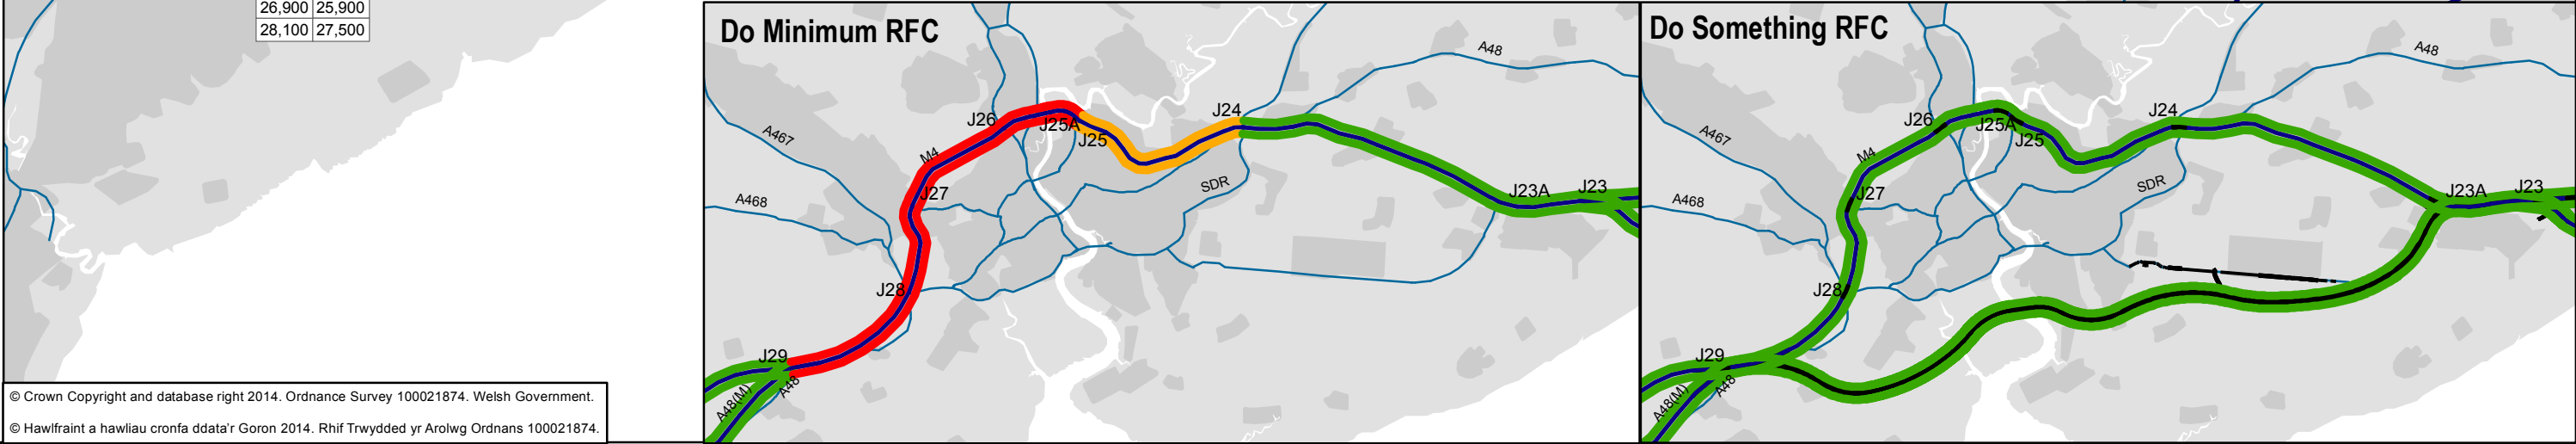 26,900 25,900
28,100 27,500
© Crown Copyright and database right 2014. Ordnance Survey 100021874. Welsh Government.
© Hawlfraint a hawliau cronfa ddata'r Goron 2014. Rhif Trwydded yr Arolwg Ordnans 100021874.
Do Minimum RFC
A48
J24
J26
J25A
J25
A467
M4
J27
SDR
J23A
J23
A468
J28
J29
A48(M)
A48
Do Something RFC
A48
J24
J26
J25A
J25
A467
M4
J27
SDR
J23A
J23
A468
J28
J29
A48(M)
A48